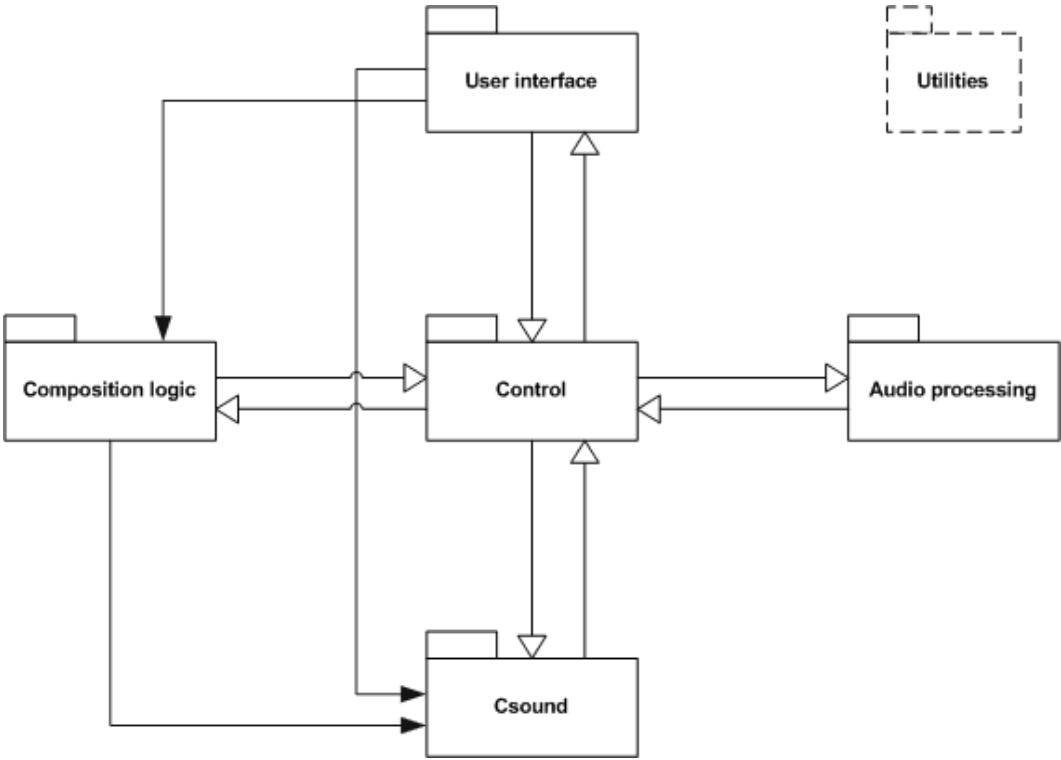 User interface
Utilities
Composition logic
Control
Audio processing
Csound